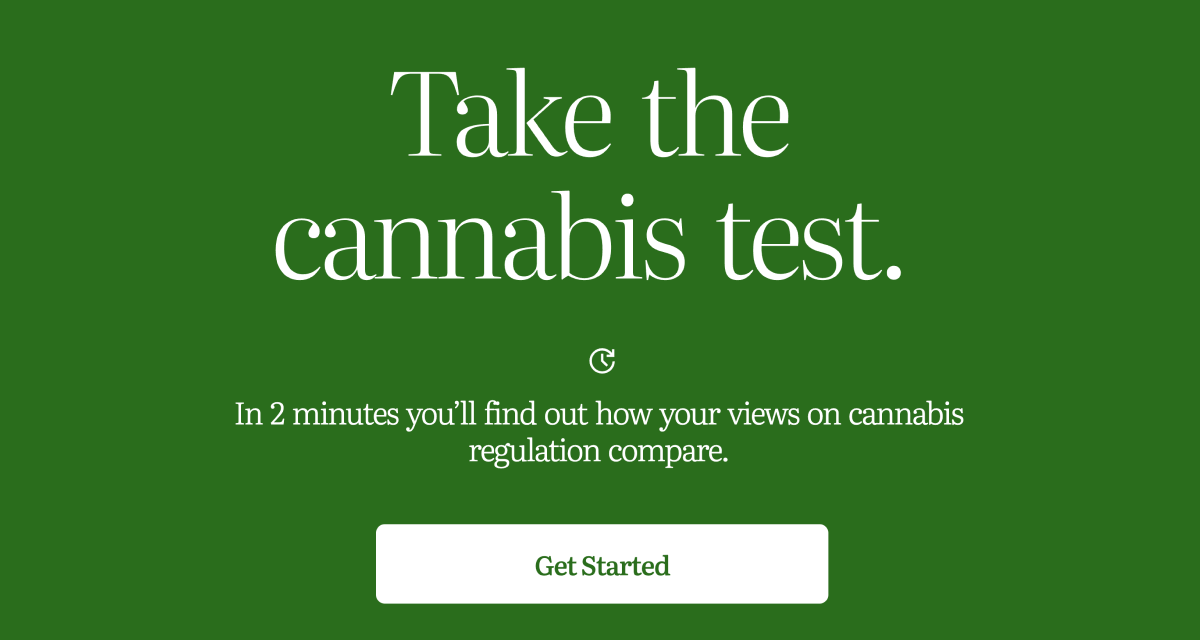 Take the
cannabis test.
In 2 minutes you’ll find out how your views on cannabis
regulation compare.
Get Started